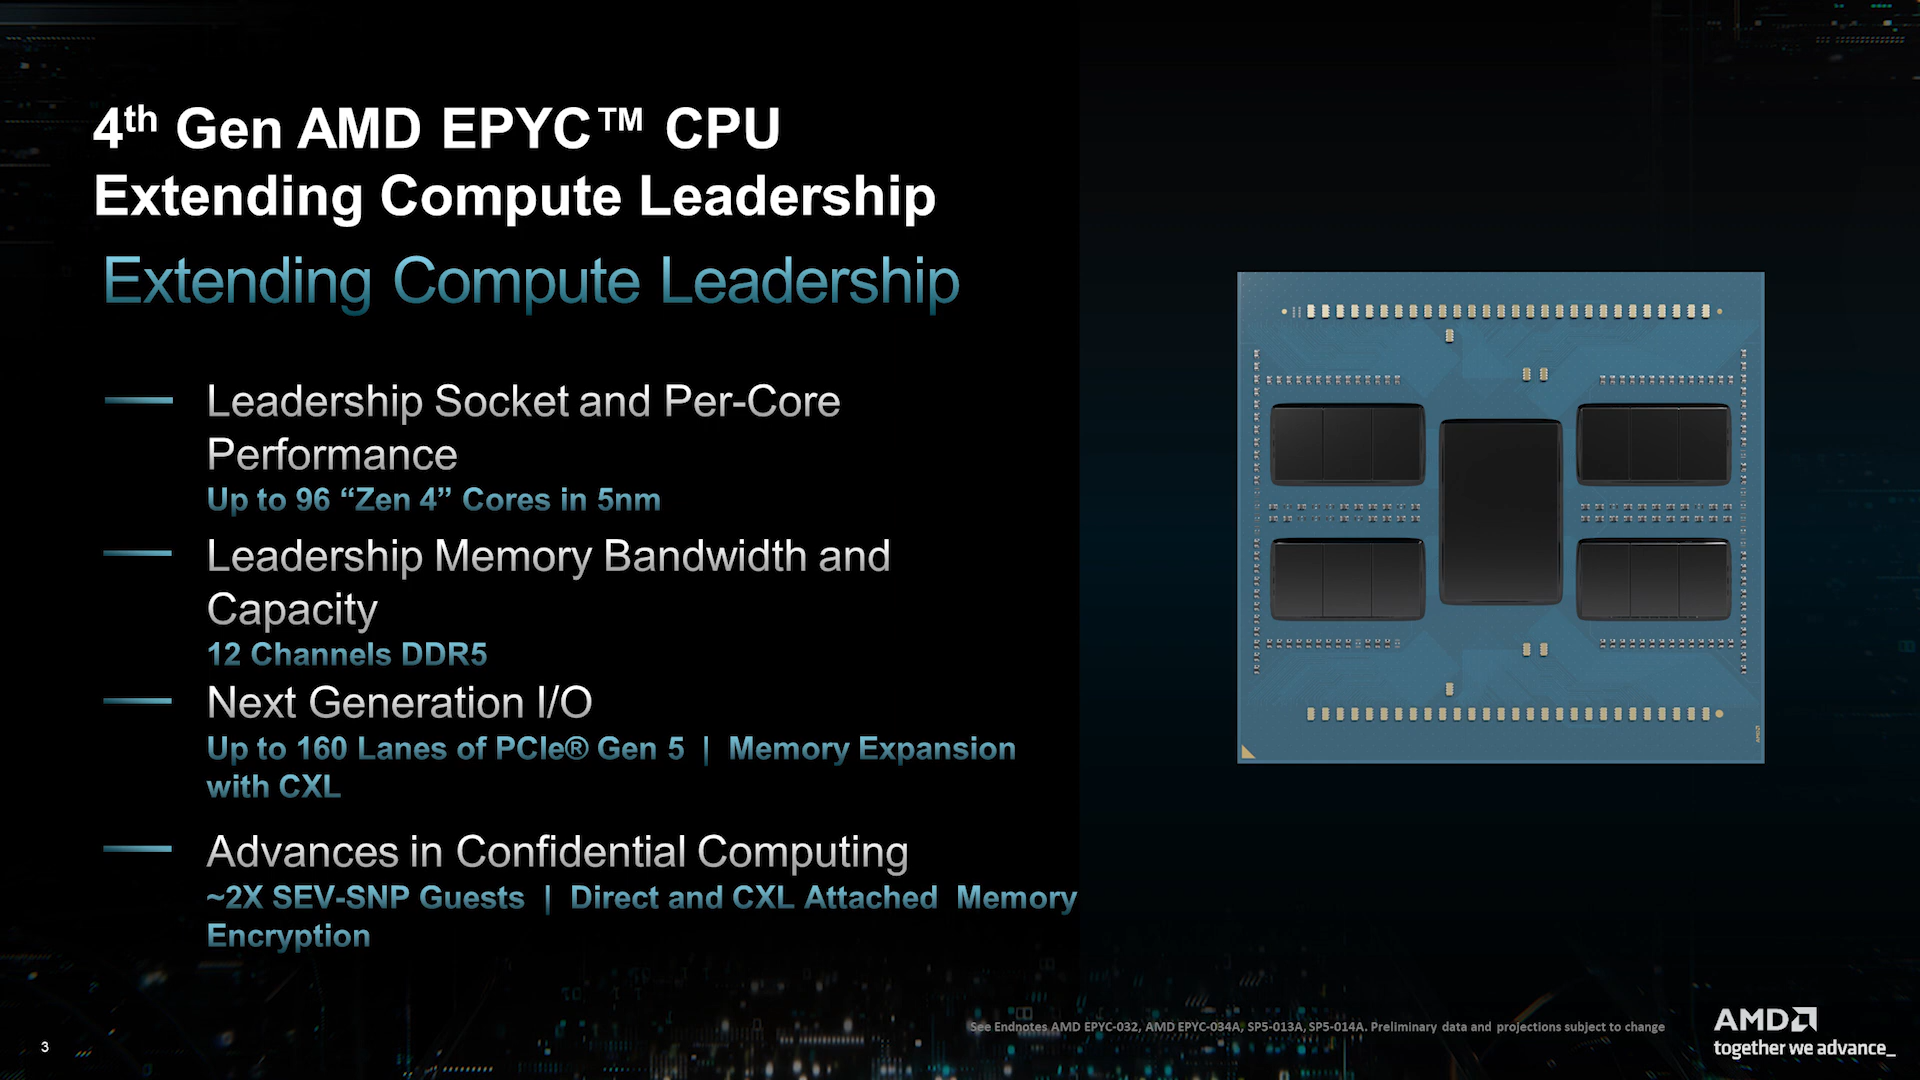 4th Gen AMD EPYC™ CPU
Extending Compute Leadership
Extending Compute Leadership
Leadership Socket and Per-Core
Performance
Up to 96 “Zen 4” Cores in 5nm
Leadership Memory Bandwidth and
Capacity
12 Channels DDR5
Next Generation I/O
Up to 160 Lanes of PCIe® Gen 5 | Memory Expansion
with CXL
Advances in Confidential Computing
~2X SEV-SNP Guests | Direct and CXL Attached Memory
Encryption
AMD
See Endnotes AMD EPYC-032, AMD EPYC-034A, SP5-013A, SP5-014A. Preliminary data and projections subject to change
3
AMD
together we advance_